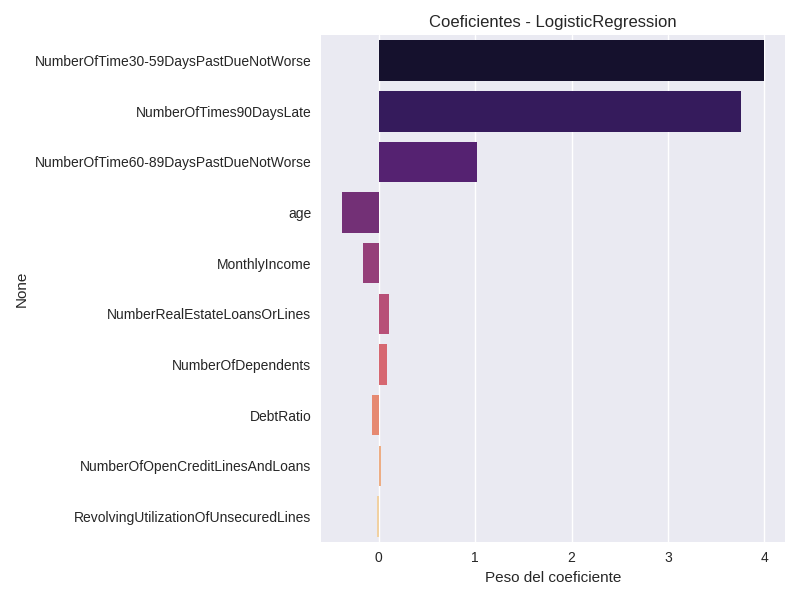 Coeficientes - LogisticRegression
NumberOfTime30-59DaysPastDueNotWorse
NumberOfTimes90DaysLate
NumberOfTime60-89DaysPastDueNotWorse
age
MonthlyIncome
NumberRealEstateLoansOrLines
NumberOfDependents
DebtRatio
NumberOfOpenCreditLinesAndLoans
RevolvingUtilizationOfUnsecuredLines
None
0 1 2 3 4
Peso del coeficiente